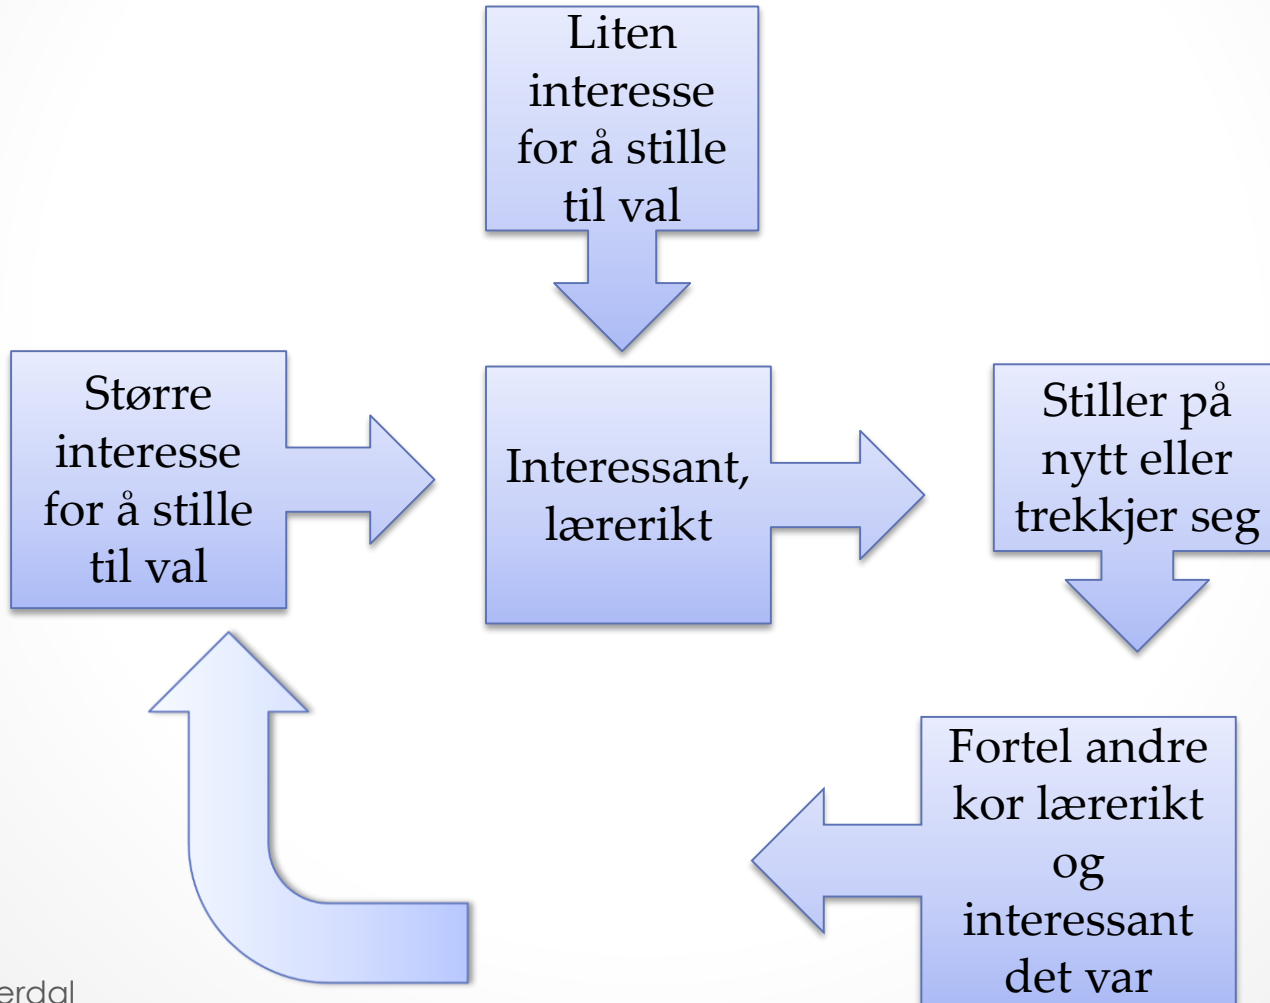 Liten
interesse
for å stille
til val
Større
interesse
for å stille
til val
Interessant,
lærerikt
Stiller på
nytt eller
trekkjer seg
Fortel andre
kor lærerikt
og
interessant
det var
erdal